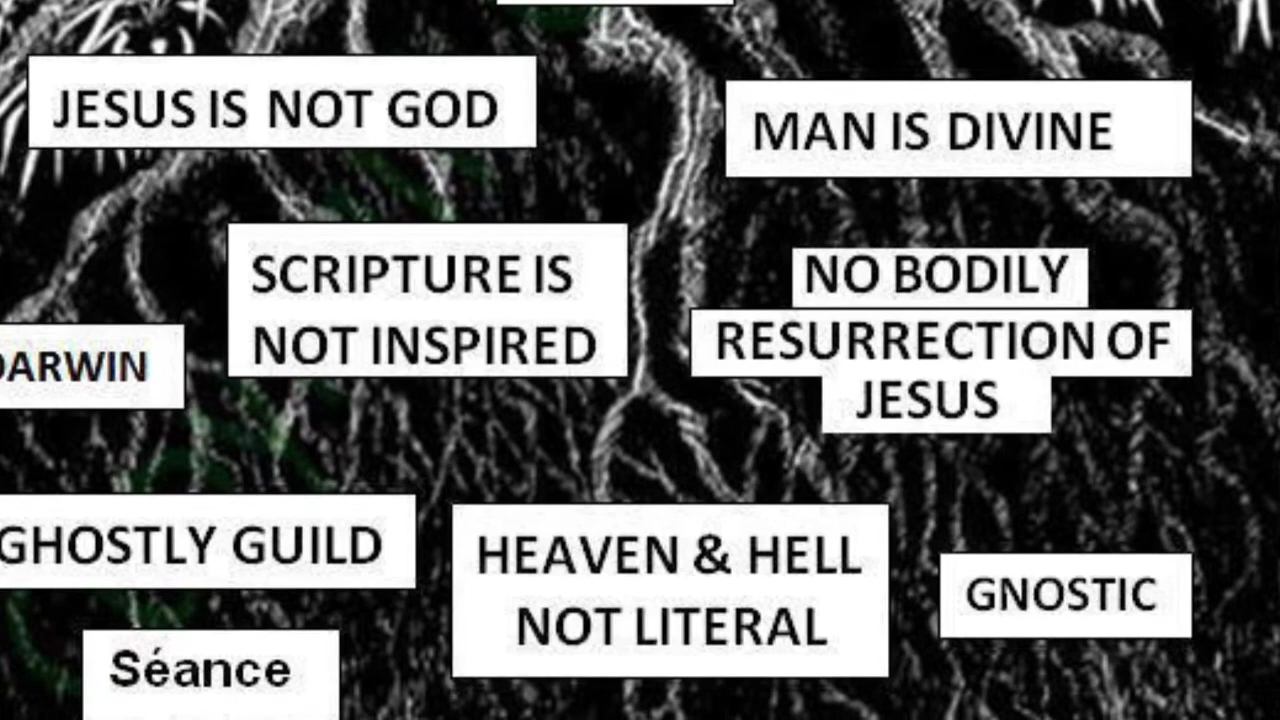 JESUS IS NOT GOD
MAN IS DIVINE
SCRIPTURE IS
NOT INSPIRED
NO BODILY
RESURRECTION OF
JESUS
DARWIN
GHOSTLY GUILD
HEAVEN & HELL
NOT LITERAL
GNOSTIC
Séance